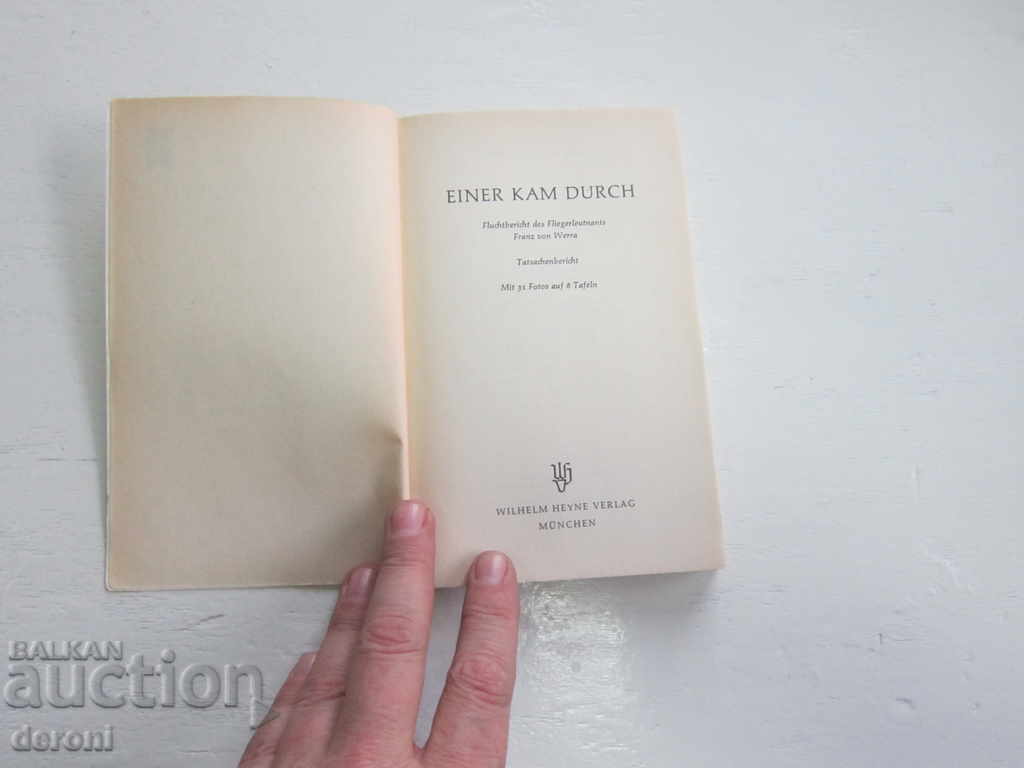 EINER KAM DURCH
Fluchtbericht des Fliegerleutnants
Franz von Werra
Tatsachenbericht
Mit 31 Fotos auf 8 Tafeln
WILHELM HEYNE VERLAG
MÜNCHEN
BALKAN
auction
deroni